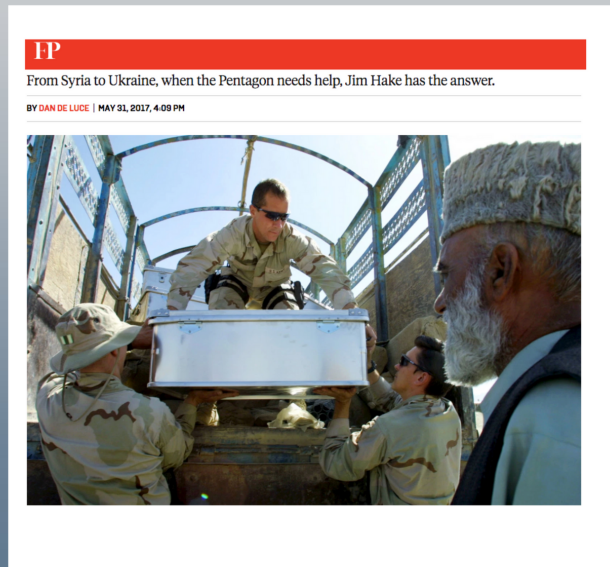 FP
From Syria to Ukraine, when the Pentagon needs help, Jim Hake has the answer.
BY DAN DE LUCE | MAY 31, 2017, 4:09 PM